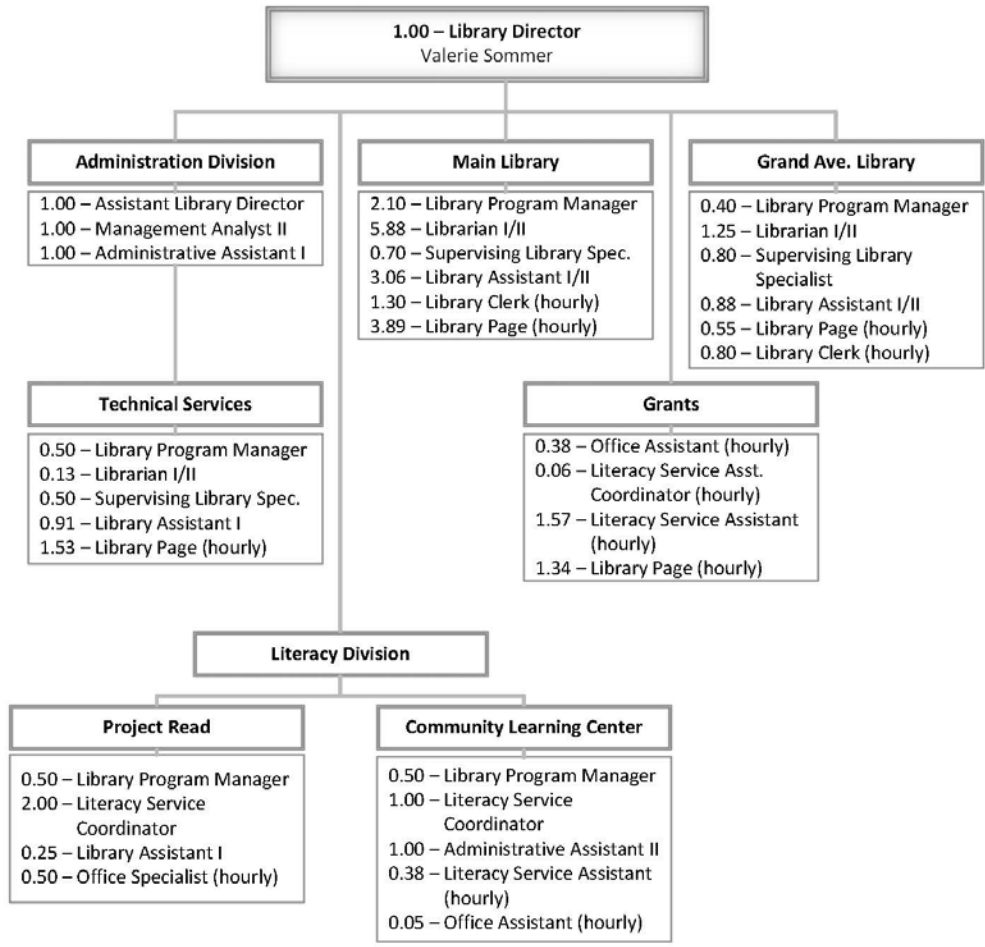 1.00 – Library Director
Valerie Sommer
Administration Division
1.00 – Assistant Library Director
1.00 – Management Analyst II
1.00 – Administrative Assistant I
Main Library
2.10 – Library Program Manager
5.88 – Librarian I/II
0.70 – Supervising Library Spec.
3.06 – Library Assistant I/II
1.30 – Library Clerk (hourly)
3.89 – Library Page (hourly)
Grand Ave. Library
0.40 – Library Program Manager
1.25 – Librarian I/II
0.80 – Supervising Library
Specialist
0.88 – Library Assistant I/II
0.55 – Library Page (hourly)
0.80 – Library Clerk (hourly)
Technical Services
0.50 – Library Program Manager
0.13 – Librarian I/II
0.50 – Supervising Library Spec.
0.91 – Library Assistant I
1.53 – Library Page (hourly)
Grants
0.38 – Office Assistant (hourly)
0.06 – Literacy Service Asst.
Coordinator (hourly)
1.57 – Literacy Service Assistant
(hourly)
1.34 – Library Page (hourly)
Literacy Division
Project Read
0.50 – Library Program Manager
2.00 – Literacy Service
Coordinator
0.25 – Library Assistant I
0.50 – Office Specialist (hourly)
Community Learning Center
0.50 – Library Program Manager
1.00 – Literacy Service
Coordinator
1.00 – Administrative Assistant II
0.38 – Literacy Service Assistant
(hourly)
0.05 – Office Assistant (hourly)